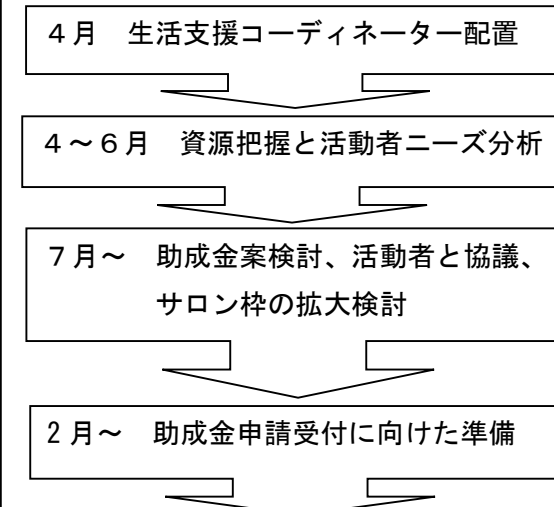 ４月　生活支援コーディネーター配置
４～６月　資源把握と活動者ニーズ分析
７月～　助成金案検討、活動者と協議、
サロン枠の拡大検討
２月～　助成金申請受付に向けた準備